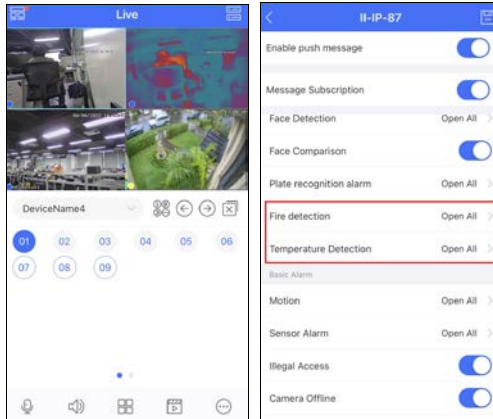 Live
DeviceName4
01 02 03 04 05 06
07 08 09
II-IP-87
Enable push message
Message Subscription
Face Detection Open All
Face Comparison
Plate recognition alarm Open All
Fire detection Open All
Temperature Detection Open All
Basic Alarm
Motion Open All
Sensor Alarm Open All
Illegal Access
Camera Offline